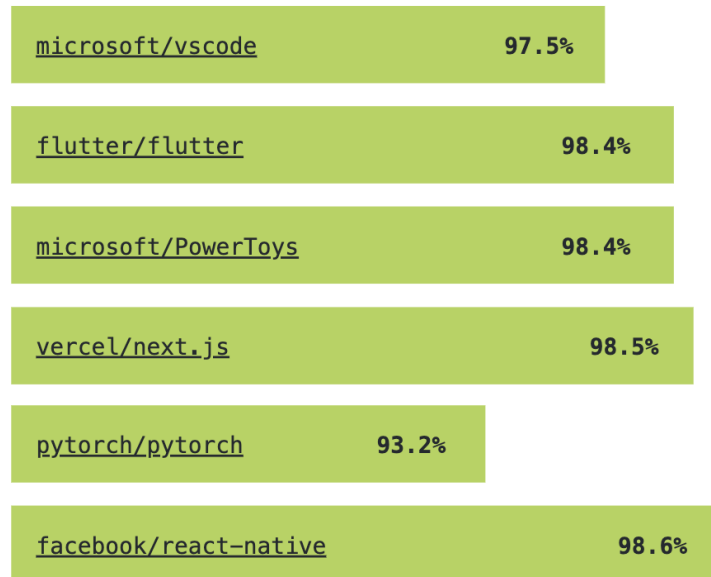 microsoft/vscode 97.5%
flutter/flutter 98.4%
microsoft/PowerToys 98.4%
vercel/next.js 98.5%
pytorch/pytorch 93.2%
facebook/react-native 98.6%